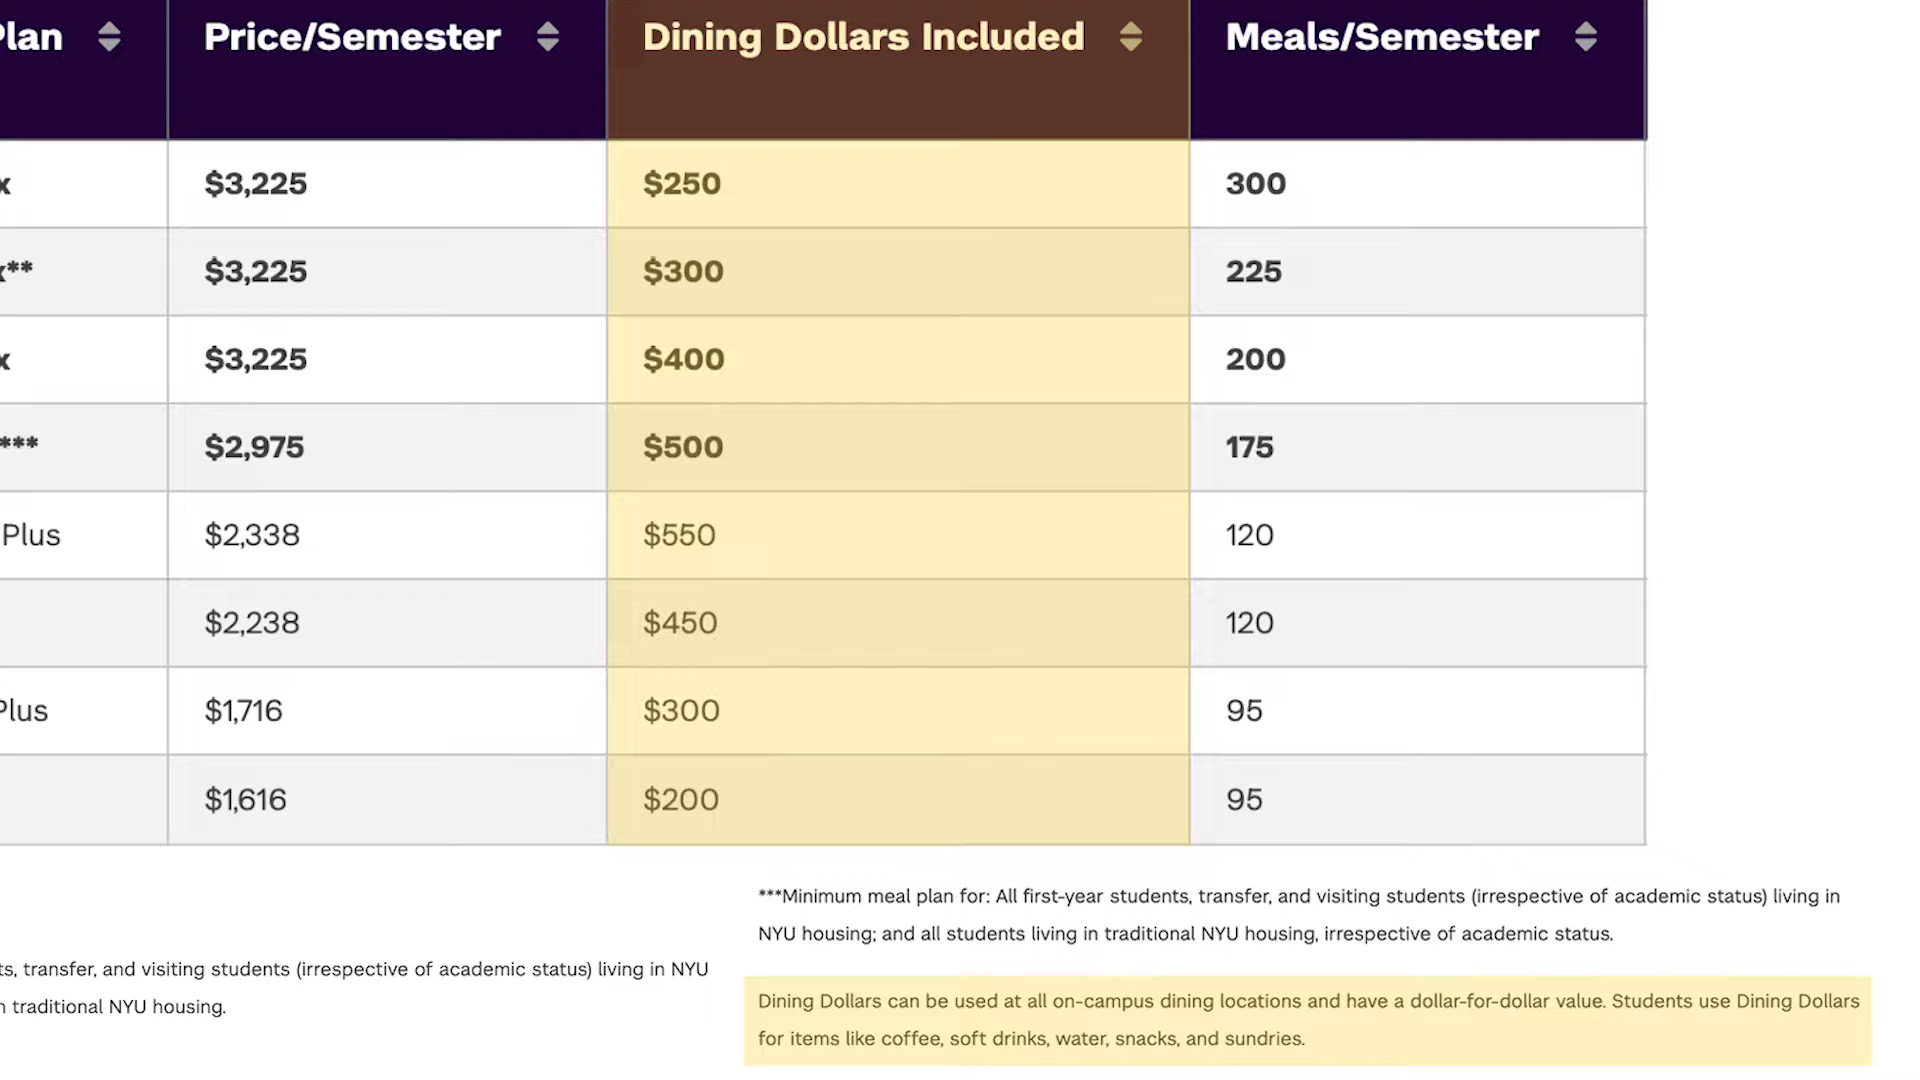 Plan Price/Semester Dining Dollars Included Meals/Semester
x $3,225 $250 300
x** $3,225 $300 225
x $3,225 $400 200
*** $2,975 $500 175
Plus $2,338 $550 120
$2,238 $450 120
Plus $1,716 $300 95
$1,616 $200 95
ts, transfer, and visiting students (irrespective of academic status) living in NYU
n traditional NYU housing.
***Minimum meal plan for: All first-year students, transfer, and visiting students (irrespective of academic status) living in
NYU housing; and all students living in traditional NYU housing, irrespective of academic status.
Dining Dollars can be used at all on-campus dining locations and have a dollar-for-dollar value. Students use Dining Dollars
for items like coffee, soft drinks, water, snacks, and sundries.